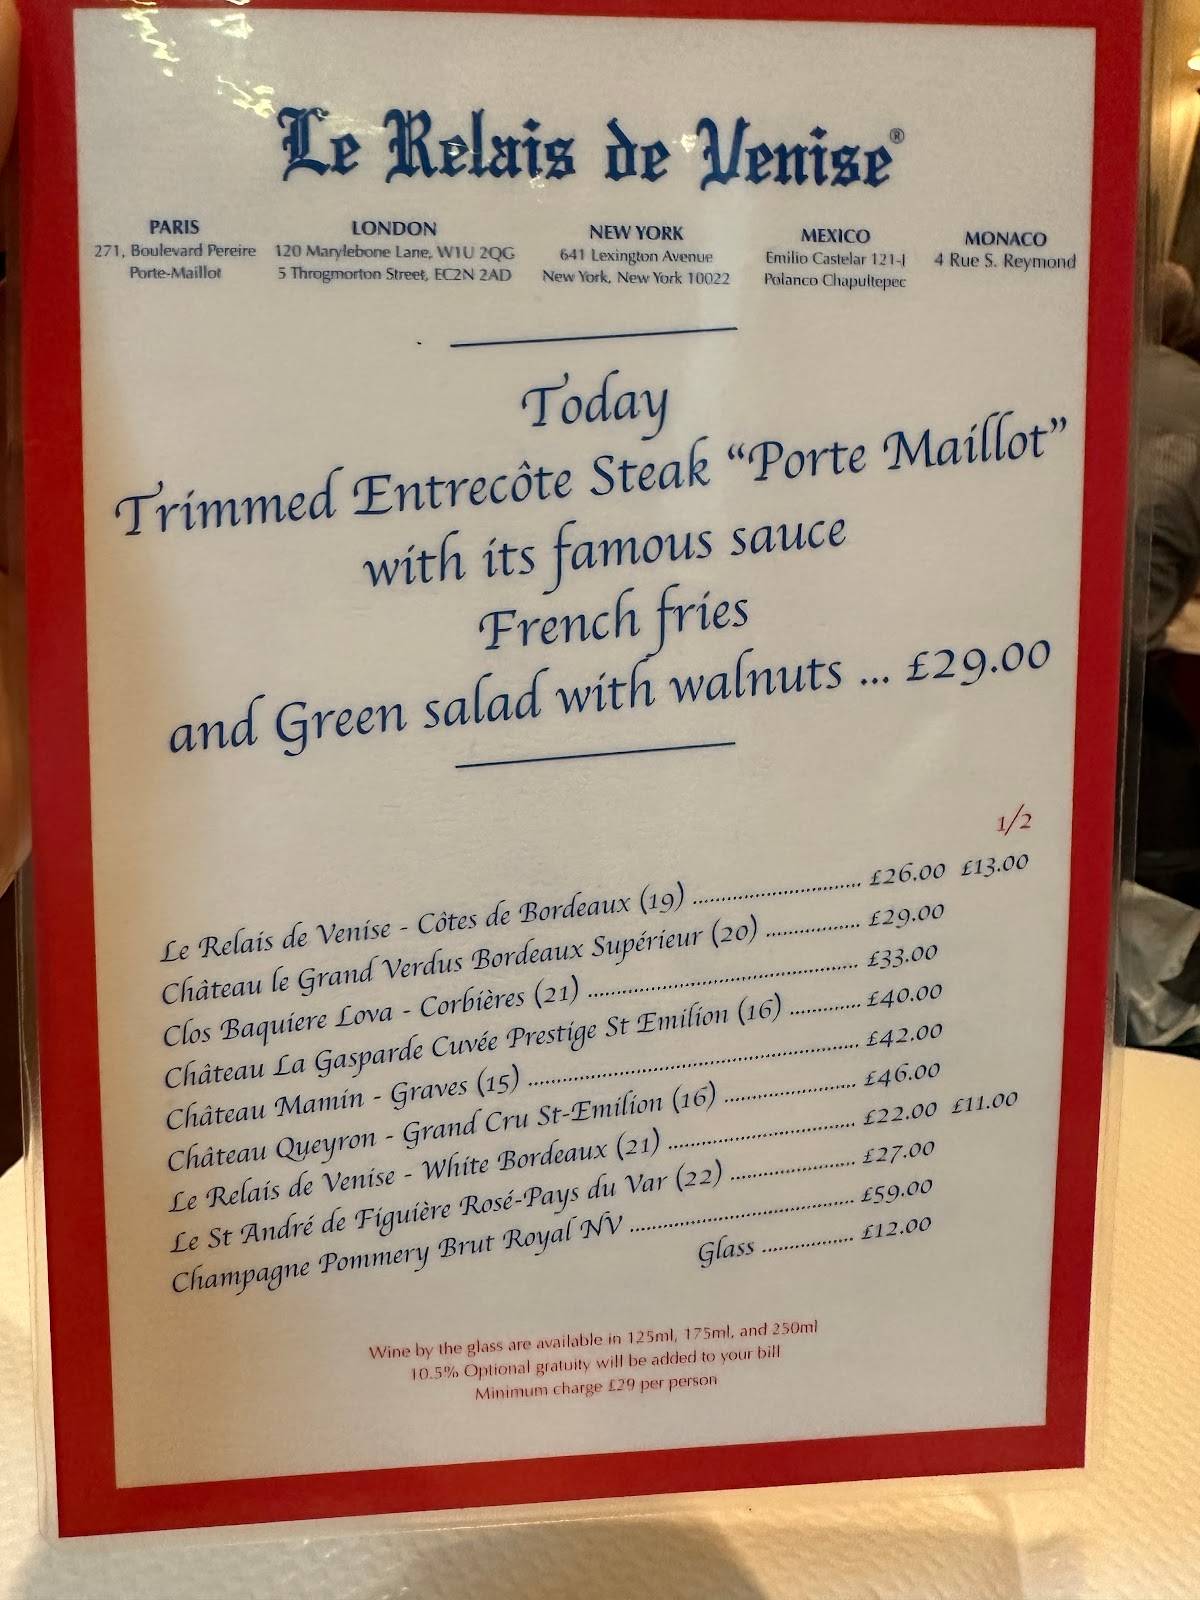 Le Relais de Venise®
PARIS
271, Boulevard Pereire
Porte-Maillot
LONDON
120 Marylebone Lane, W1U 2QG
5 Throgmorton Street, EC2N 2AD
NEW YORK
641 Lexington Avenue
New York, New York 10022
MEXICO
Emilio Castelar 121-I
Polanco Chapultepec
MONACO
4 Rue S. Reymond
Today
Trimmed Entrecôte Steak “Porte Maillot”
with its famous sauce
French fries
and Green salad with walnuts ... £29.00
1/2
Le Relais de Venise - Côtes de Bordeaux (19) .............................. £26.00 £13.00
Château le Grand Verdus Bordeaux Supérieur (20) ................. £29.00
Clos Baquiere Lova - Corbières (21) ................................................ £33.00
Château La Gasparde Cuvée Prestige St Emilion (16) ............. £40.00
Château Mamin - Graves (15) ........................................................... £42.00
Château Queyron - Grand Cru St-Emilion (16) ........................ £46.00
Le Relais de Venise - White Bordeaux (21) .................................. £22.00 £11.00
Le St André de Figuière Rosé-Pays du Var (22) ....................... £27.00
Champagne Pommery Brut Royal NV ........................................ £59.00
Glass ................ £12.00
Wine by the glass are available in 125ml, 175ml, and 250ml
10.5% Optional gratuity will be added to your bill
Minimum charge £29 per person